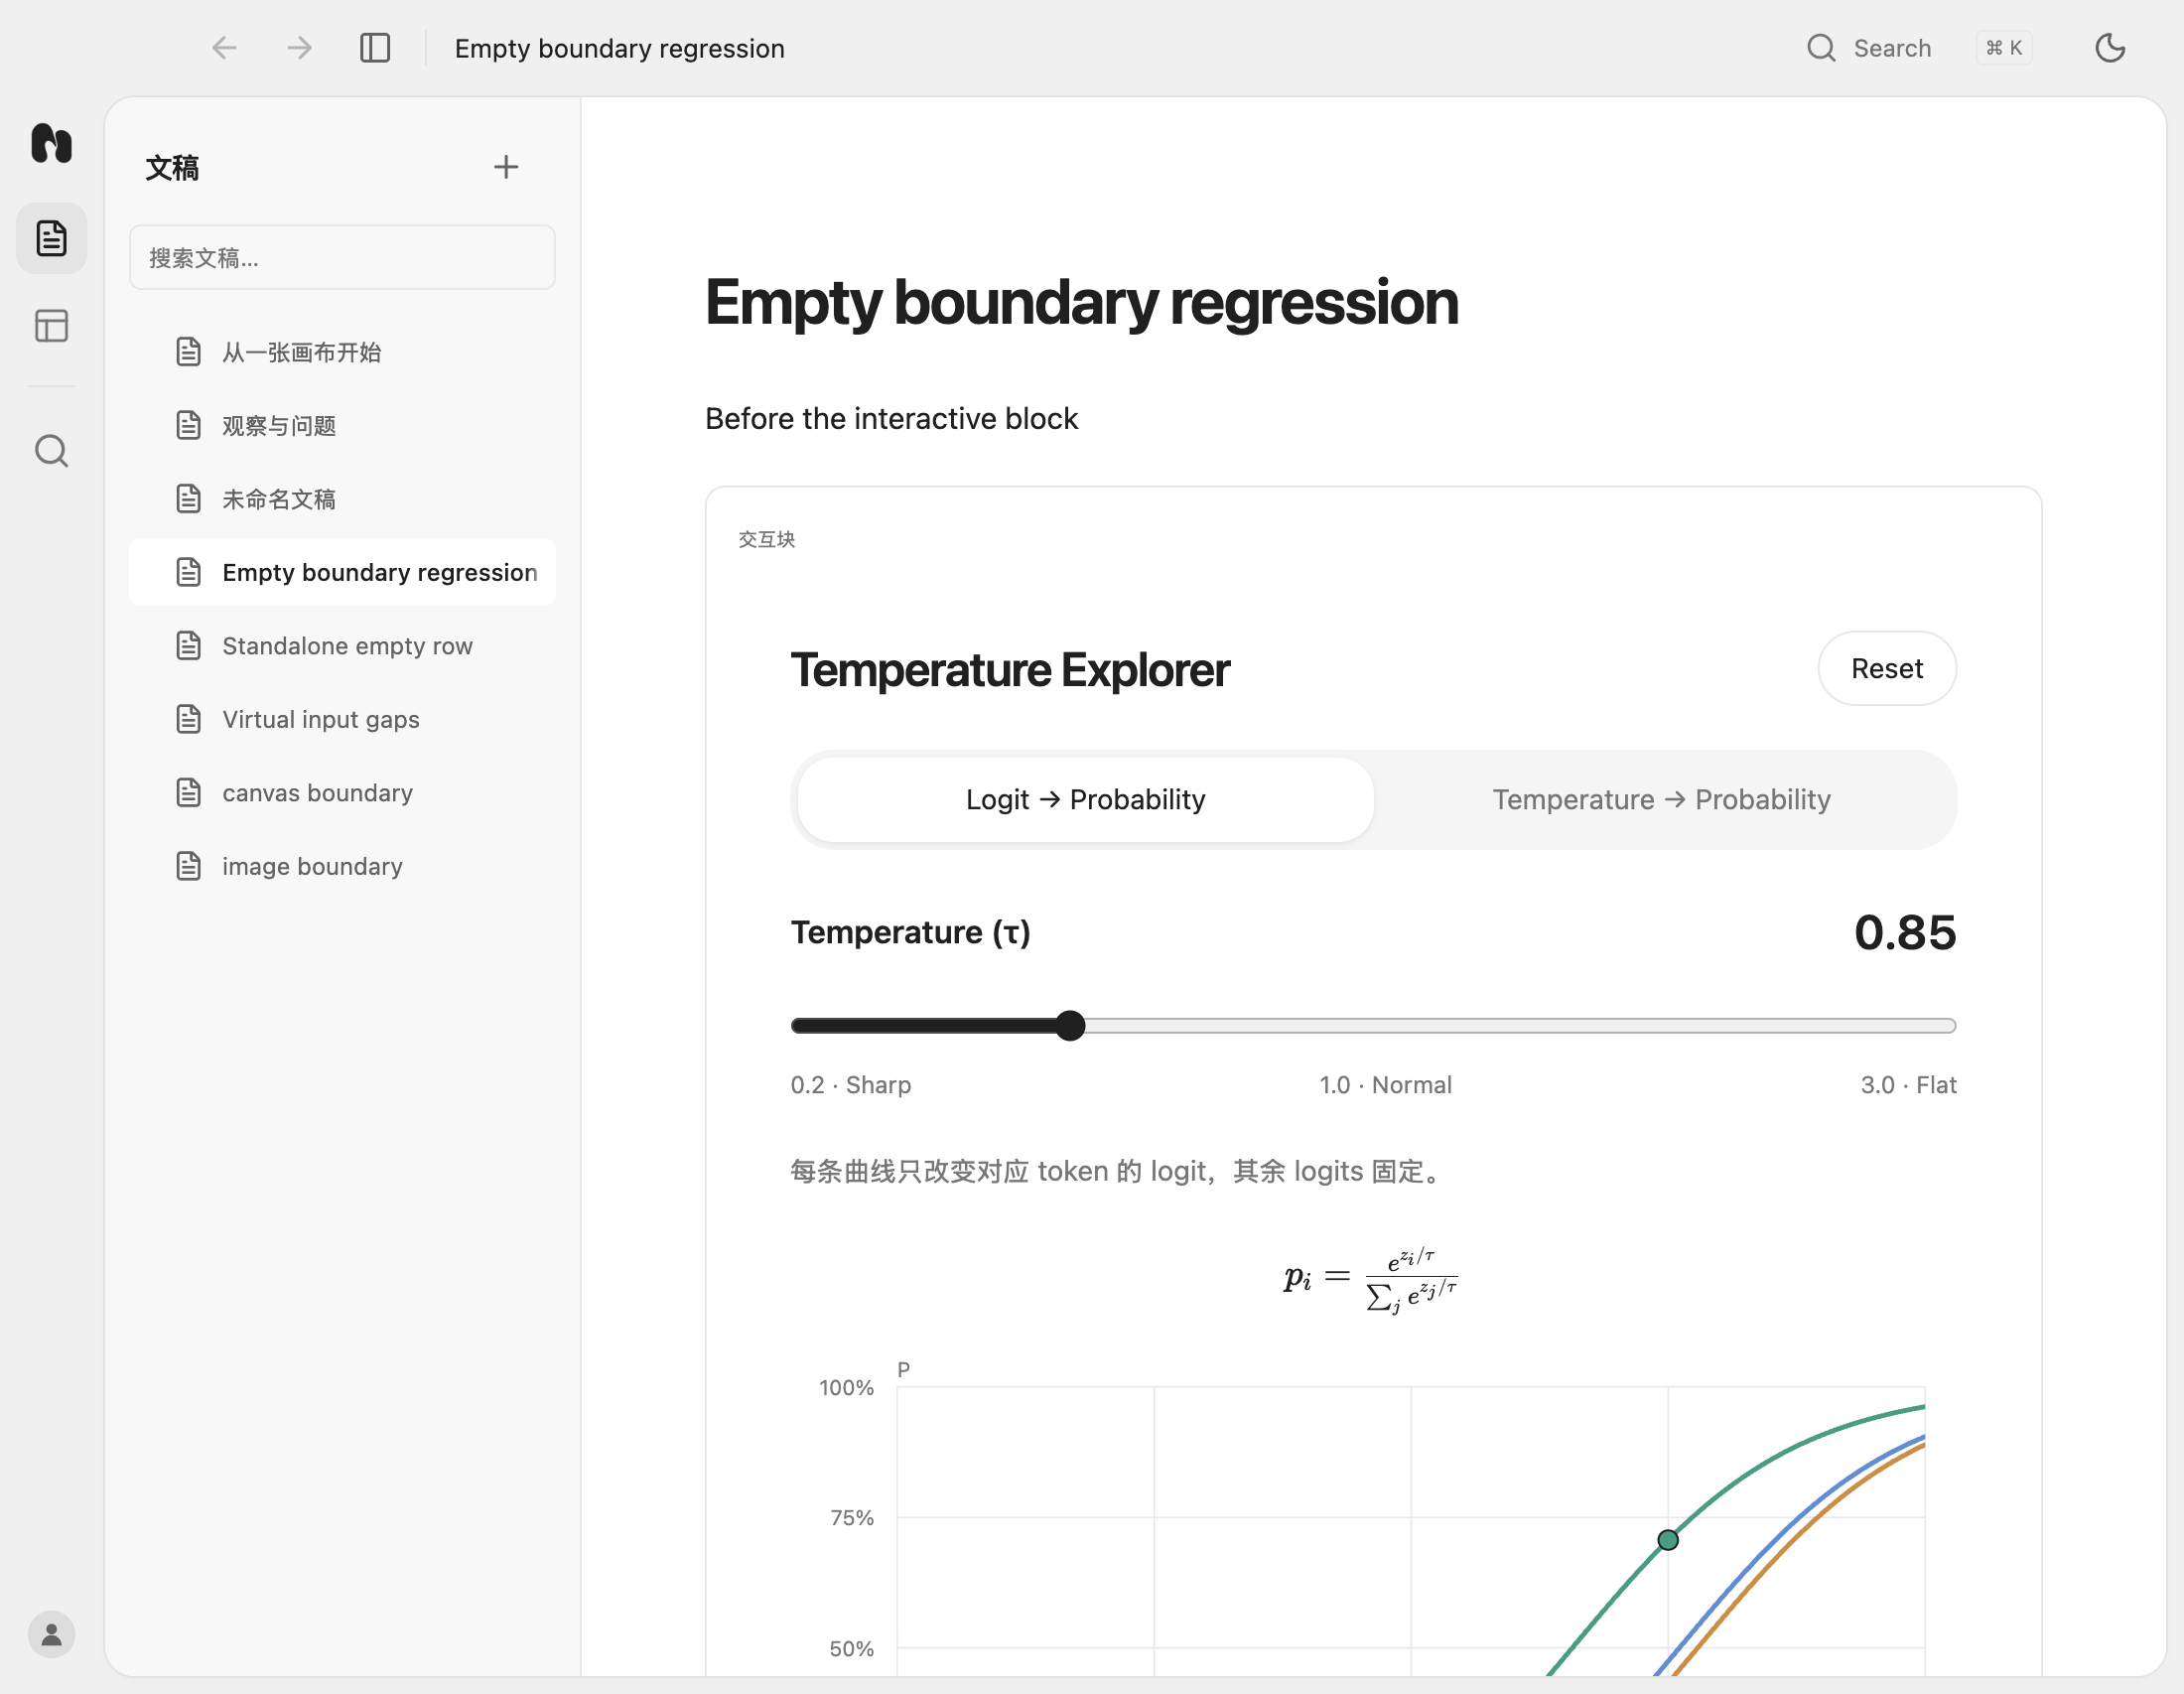 Empty boundary regression
Search
⌘ K
文稿
搜索文稿...
从一张画布开始
观察与问题
未命名文稿
Empty boundary regression
Standalone empty row
Virtual input gaps
canvas boundary
image boundary
Empty boundary regression
Before the interactive block
交互块
Temperature Explorer
Reset
Logit → Probability
Temperature → Probability
Temperature (τ)
0.85
0.2 · Sharp
1.0 · Normal
3.0 · Flat
每条曲线只改变对应 token 的 logit，其余 logits 固定。
p_i = e^{z_i/τ} / ∑_j e^{z_j/τ}
P
100%
75%
50%